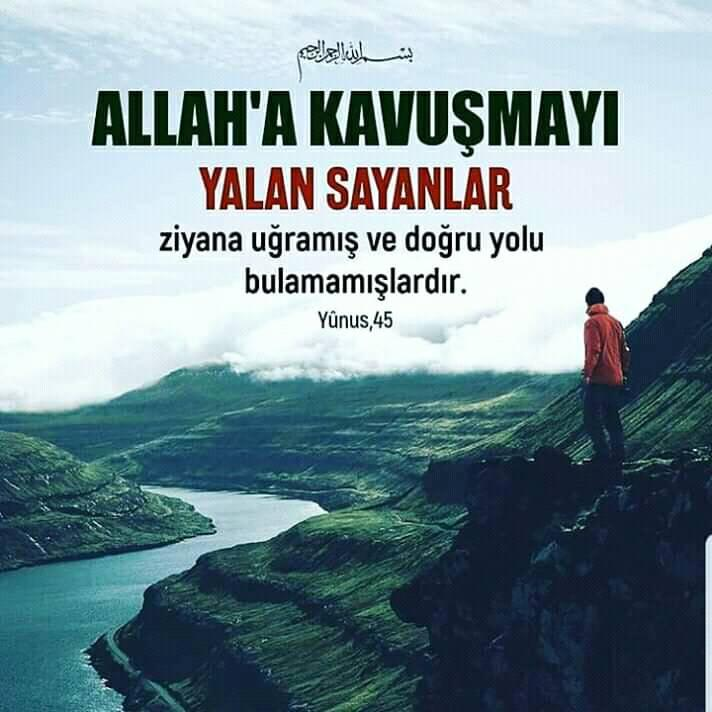 بسم الله الرحمن الرحيم
ALLAH'A KAVUŞMAYI
YALAN SAYANLAR
ziyana uğramış ve doğru yolu
bulamamışlardır.
Yûnus,45